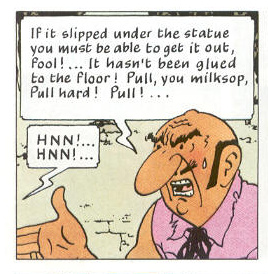 If it slipped under the statue
you must be able to get it out,
fool!... It hasn't been glued
to the floor! Pull, you milksop,
Pull hard! Pull!...
HNN!...
HNN!...